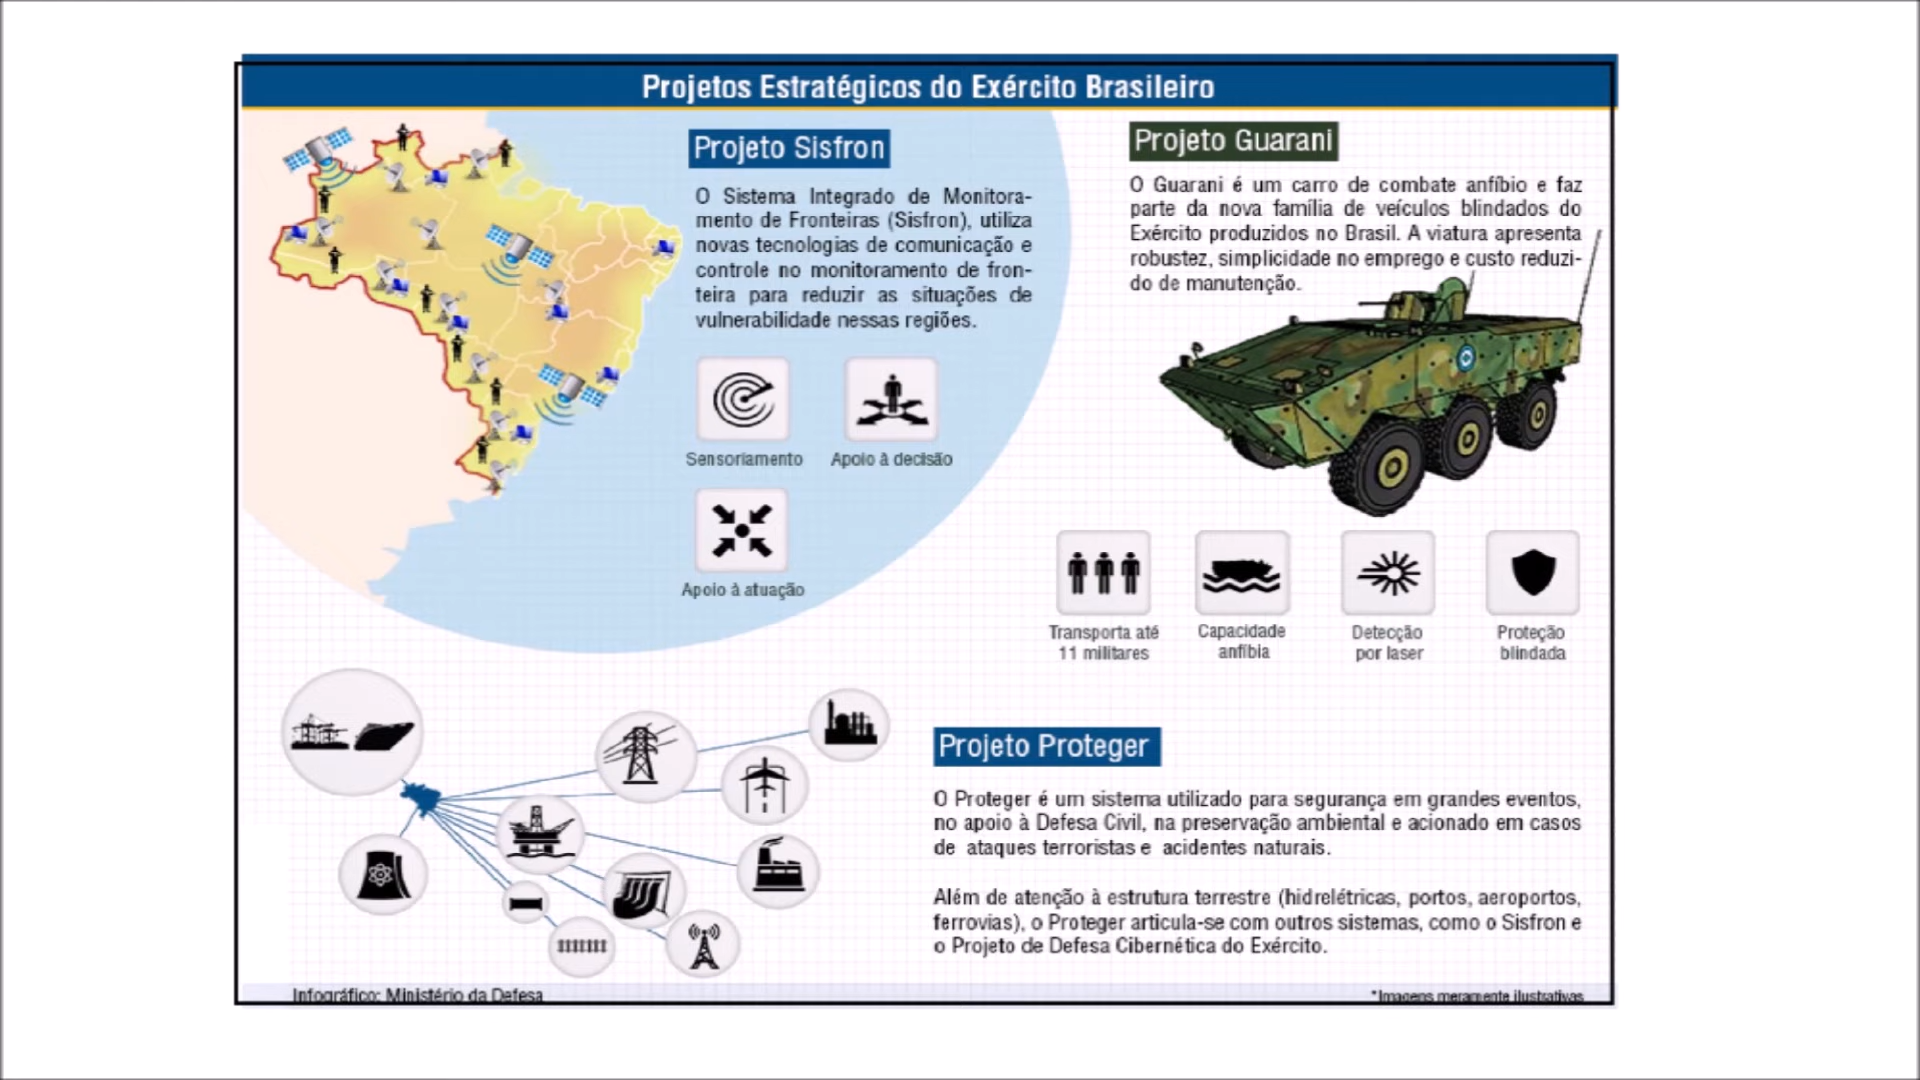 Projetos Estratégicos do Exército Brasileiro
Projeto Sisfron
O Sistema Integrado de Monitora-
mento de Fronteiras (Sisfron), utiliza
novas tecnologias de comunicação e
controle no monitoramento de fron-
teira para reduzir as situações de
vulnerabilidade nessas regiões.
Sensoriamento
Apoio à decisão
Apoio à atuação
Projeto Guarani
O Guarani é um carro de combate anfíbio e faz
parte da nova família de veículos blindados do
Exército produzidos no Brasil. A viatura apresenta
robustez, simplicidade no emprego e custo reduzi-
do de manutenção.
Transporta até
11 militares
Capacidade
anfíbia
Detecção
por laser
Proteção
blindada
Projeto Proteger
O Proteger é um sistema utilizado para segurança em grandes eventos,
no apoio à Defesa Civil, na preservação ambiental e acionado em casos
de ataques terroristas e acidentes naturais.
Além de atenção à estrutura terrestre (hidrelétricas, portos, aeroportos,
ferrovias), o Proteger articula-se com outros sistemas, como o Sisfron e
o Projeto de Defesa Cibernética do Exército.
Infográfico: Ministério da Defesa
*Imagens meramente ilustrativas